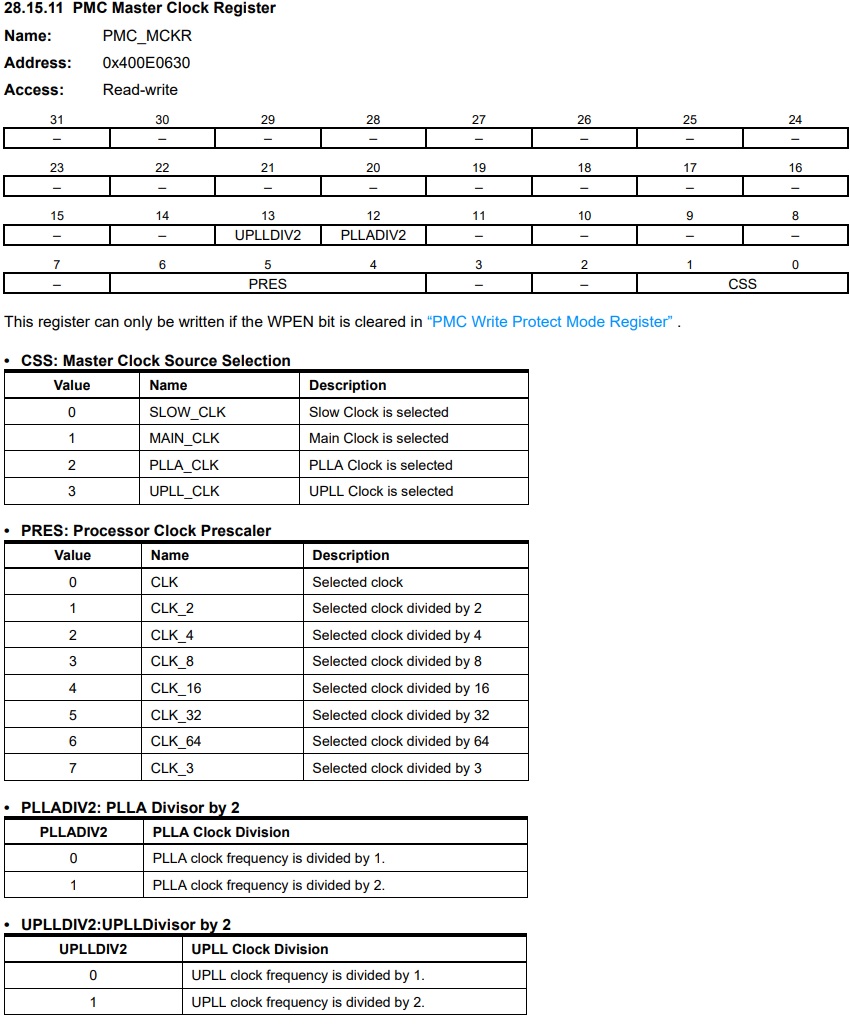 28.15.11 PMC Master Clock Register
Name: PMC_MCKR
Address: 0x400E0630
Access: Read-write
31 30 29 28 27 26 25 24
– – – – – – – –
23 22 21 20 19 18 17 16
– – – – – – – –
15 14 13 12 11 10 9 8
– – UPLLDIV2 PLLADIV2 – – – –
7 6 5 4 3 2 1 0
– PRES – – CSS
This register can only be written if the WPEN bit is cleared in “PMC Write Protect Mode Register” .
• CSS: Master Clock Source Selection
Value Name Description
0 SLOW_CLK Slow Clock is selected
1 MAIN_CLK Main Clock is selected
2 PLLA_CLK PLLA Clock is selected
3 UPLL_CLK UPLL Clock is selected
• PRES: Processor Clock Prescaler
Value Name Description
0 CLK Selected clock
1 CLK_2 Selected clock divided by 2
2 CLK_4 Selected clock divided by 4
3 CLK_8 Selected clock divided by 8
4 CLK_16 Selected clock divided by 16
5 CLK_32 Selected clock divided by 32
6 CLK_64 Selected clock divided by 64
7 CLK_3 Selected clock divided by 3
• PLLADIV2: PLLA Divisor by 2
PLLADIV2 PLLA Clock Division
0 PLLA clock frequency is divided by 1.
1 PLLA clock frequency is divided by 2.
• UPLLDIV2:UPLLDivisor by 2
UPLLDIV2 UPLL Clock Division
0 UPLL clock frequency is divided by 1.
1 UPLL clock frequency is divided by 2.